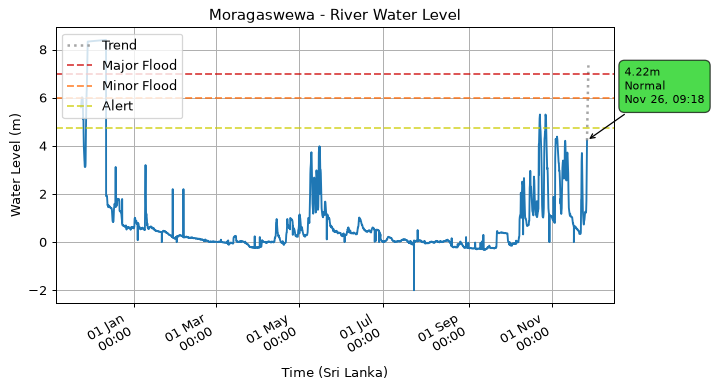 Moragaswewa - River Water Level
Trend
Major Flood
Minor Flood
Alert
4.22m
Normal
Nov 26, 09:18
Water Level (m)
8
6
4
2
0
−2
01 Jan
00:00
01 Mar
00:00
01 May
00:00
01 Jul
00:00
01 Sep
00:00
01 Nov
00:00
Time (Sri Lanka)